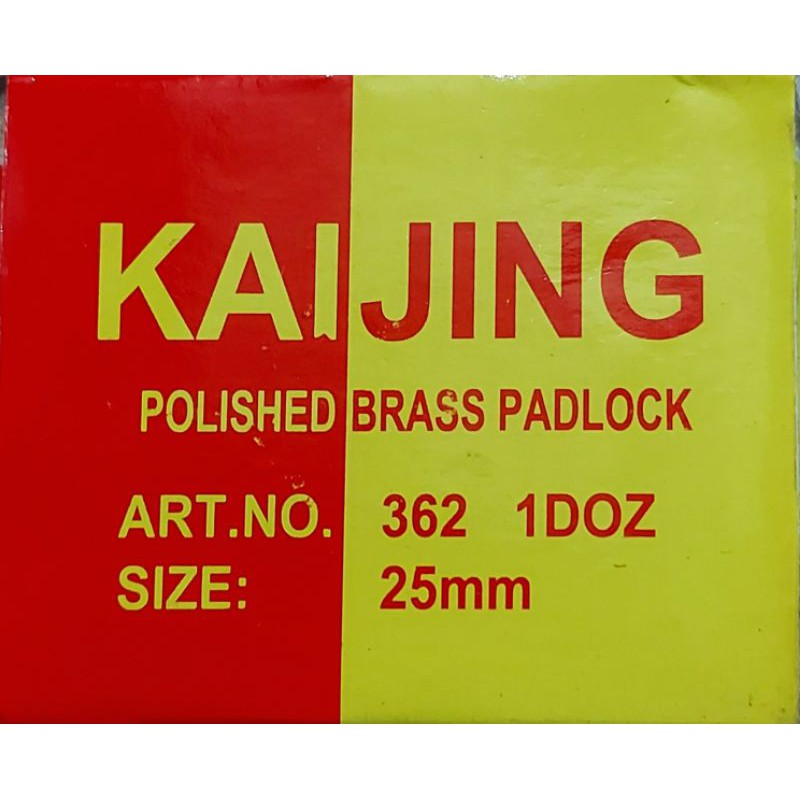 KAIJING
POLISHED BRASS PADLOCK
ART.NO. 362 1DOZ
SIZE: 25mm